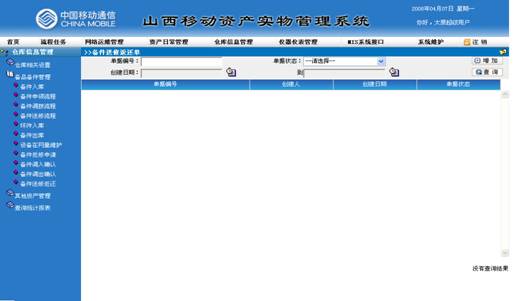 中国移动通信
CHINA MOBILE
山西移动资产实物管理系统
2008年04月07日 星期一
你好，太原超级用户
首页 流程任务 网络运维管理 资产日常管理 仓库信息管理 仪器仪表管理 MIS系统接口 系统维护 注 销
仓库信息管理
>>备件送修返还单
仓库相关设置
备品备件管理
备件入库
备件申领流程
备件调拨流程
备件送修流程
坏件入库
备件出库
设备在网维护
备件返修申请
备件调入确认
备件调出确认
备件送修返还
其他资产管理
查询统计报表
单据编号：
单据状态：--请选择--
增 加
创建日期：
到
查 询
单据编号 创建人 创建日期 单据状态
没有查询结果